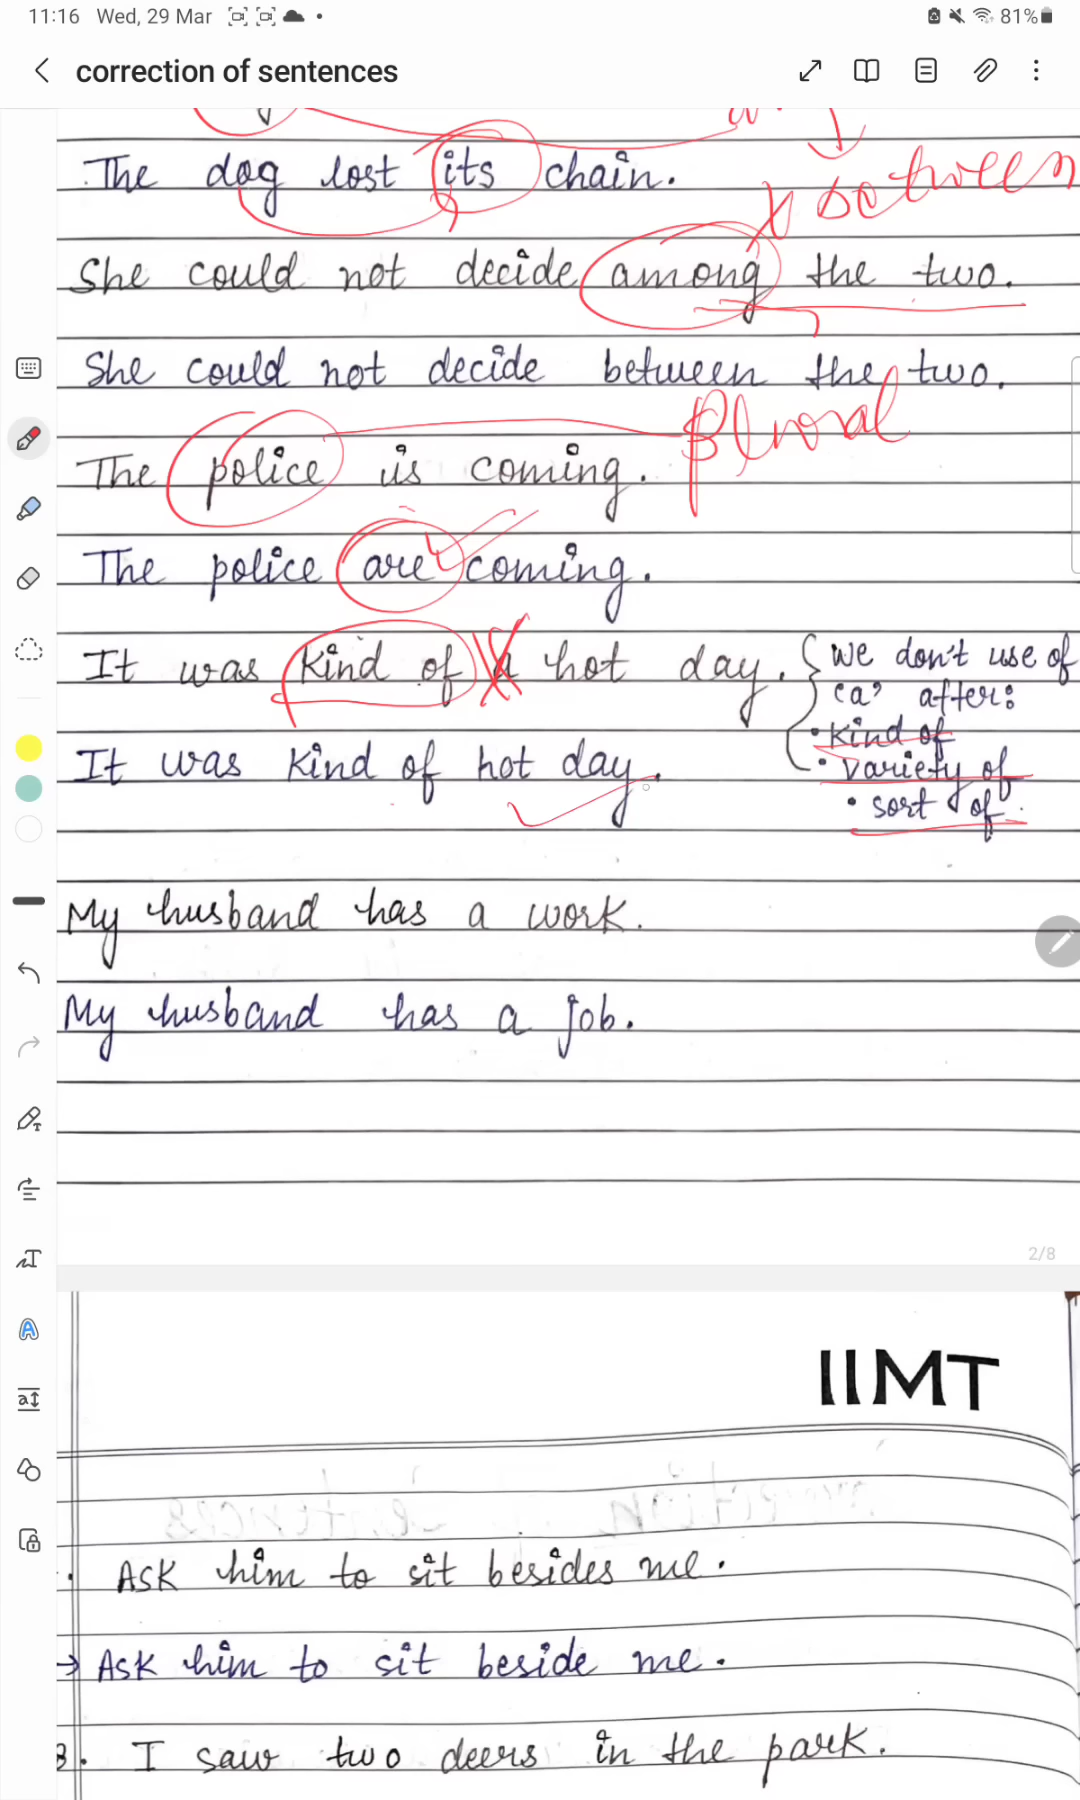 11:16 Wed, 29 Mar
81%
correction of sentences
The dog lost its chain.
between
She could not decide among the two.
She could not decide between the two.
plural
The police is coming.
The police are coming.
It was kind of a hot day.
we don't use of
'a' after:
• kind of
• variety of
• sort of
It was kind of hot day.
My husband has a work.
My husband has a job.
2/8
IIMT
Ask him to sit besides me.
→ Ask him to sit beside me.
3. I saw two deers in the park.